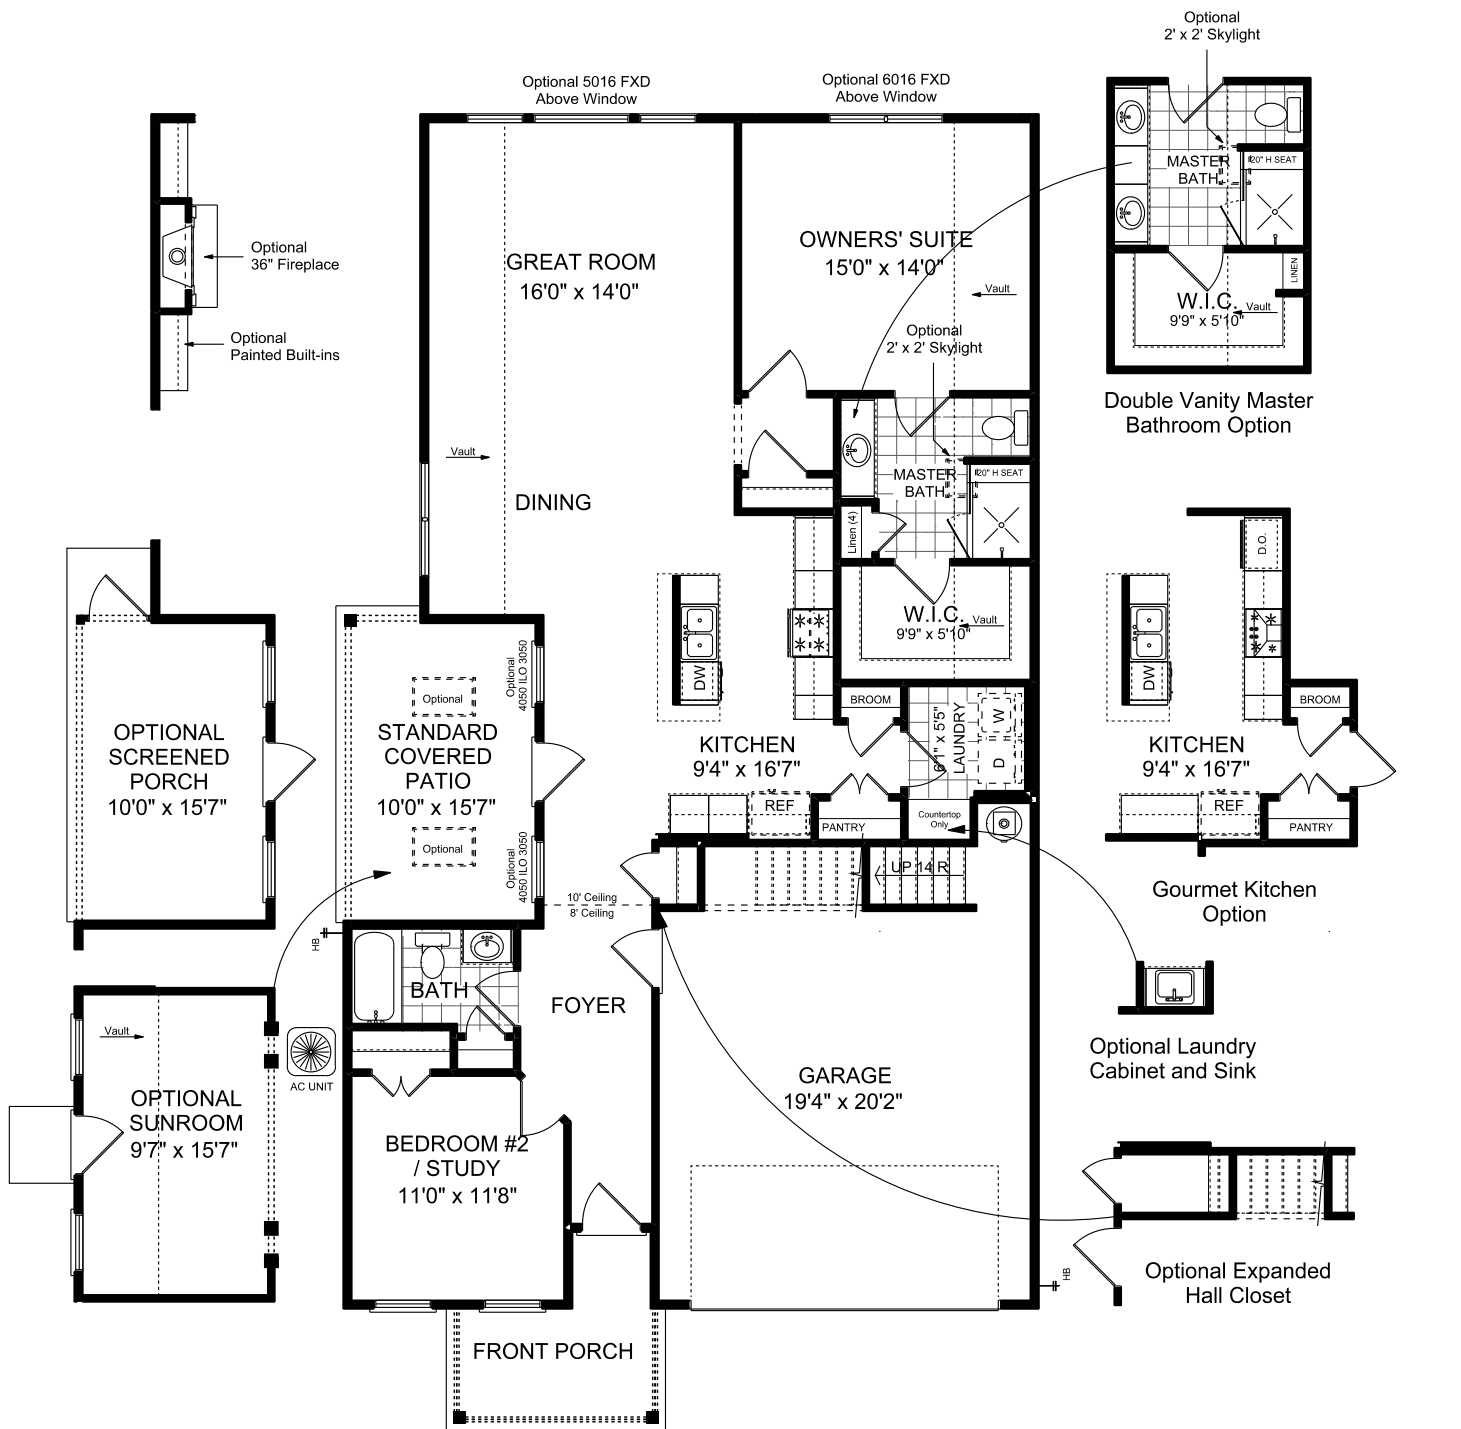 Optional
2' x 2' Skylight
Optional 5016 FXD
Above Window
Optional 6016 FXD
Above Window
MASTER
BATH
20" H SEAT
LINEN
W.I.C.
9'9" x 5'10"
Vault
Double Vanity Master
Bathroom Option
Optional
36" Fireplace
Optional
Painted Built-ins
GREAT ROOM
16'0" x 14'0"
OWNERS' SUITE
15'0" x 14'0"
Vault
Optional
2' x 2' Skylight
Vault
DINING
MASTER
BATH
20" H SEAT
Linen (4)
W.I.C.
9'9" x 5'10"
Vault
D.O.
DW
DW
BROOM
BROOM
6'1" x 5'5"
LAUNDRY
W
D
KITCHEN
9'4" x 16'7"
REF
PANTRY
Countertop
Only
KITCHEN
9'4" x 16'7"
REF
PANTRY
Gourmet Kitchen
Option
OPTIONAL
SCREENED
PORCH
10'0" x 15'7"
Optional
STANDARD
COVERED
PATIO
10'0" x 15'7"
Optional
Optional
4050 ILO 3050
Optional
4050 ILO 3050
UP 14 R
10' Ceiling
8' Ceiling
HB
BATH
FOYER
Vault
AC UNIT
OPTIONAL
SUNROOM
9'7" x 15'7"
Optional Laundry
Cabinet and Sink
GARAGE
19'4" x 20'2"
BEDROOM #2
/ STUDY
11'0" x 11'8"
HB
Optional Expanded
Hall Closet
FRONT PORCH